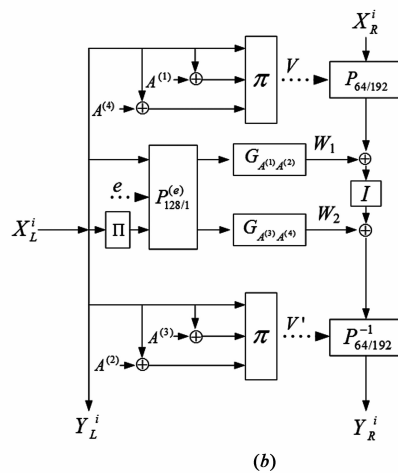 X_R^i
A^(1) π V P_64/192
A^(4)
G_A^(1)A^(2) W_1
e P_128/1^(e) I
X_L^i Π G_A^(3)A^(4) W_2
A^(3) π V' P_64/192^-1
A^(2)
Y_L^i Y_R^i
(b)